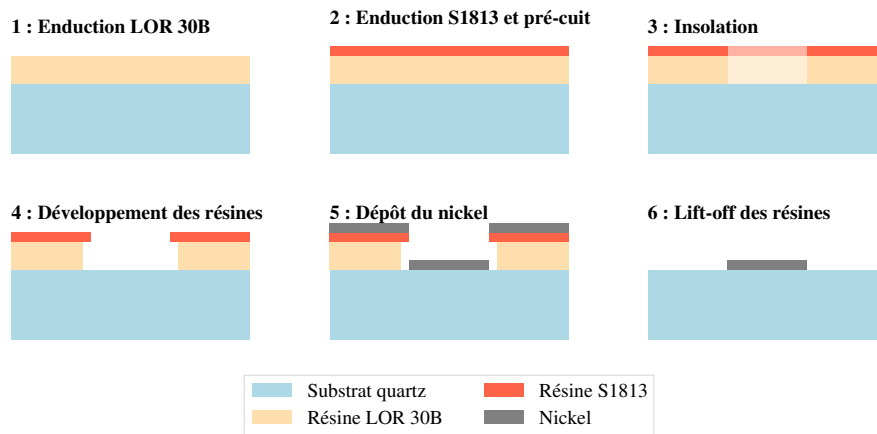 1 : Enduction LOR 30B
2 : Enduction S1813 et pré-cuit
3 : Insolation
4 : Développement des résines
5 : Dépôt du nickel
6 : Lift-off des résines
Substrat quartz
Résine LOR 30B
Résine S1813
Nickel